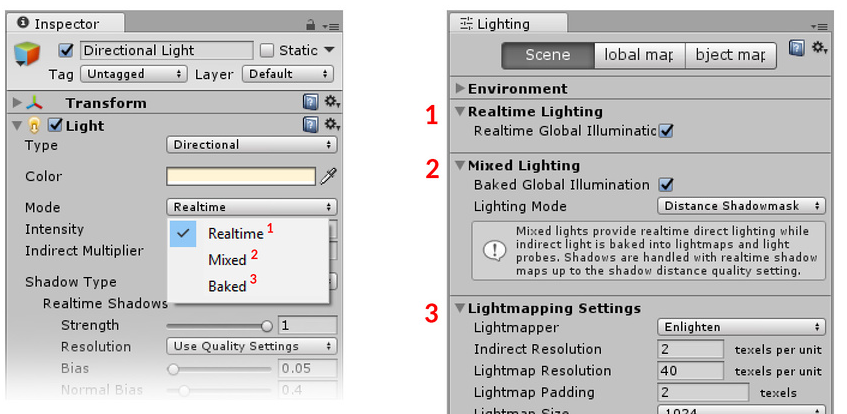 Inspector
Directional Light
Static
Tag Untagged Layer Default
Transform
Light
Type Directional
Color
Mode Realtime
Intensity
Indirect Multiplier
Realtime 1
Mixed 2
Baked 3
Shadow Type
Realtime Shadows
Strength 1
Resolution Use Quality Settings
Bias 0.05
Normal Bias 0.4
Lighting
Scene lobal map bject map
Environment
1 Realtime Lighting
Realtime Global Illuminatic
2 Mixed Lighting
Baked Global Illumination
Lighting Mode Distance Shadowmask
Mixed lights provide realtime direct lighting while
indirect light is baked into lightmaps and light
probes. Shadows are handled with realtime shadow
maps up to the shadow distance quality setting.
3 Lightmapping Settings
Lightmapper Enlighten
Indirect Resolution 2 texels per unit
Lightmap Resolution 40 texels per unit
Lightmap Padding 2 texels
Lightmap Size 1024